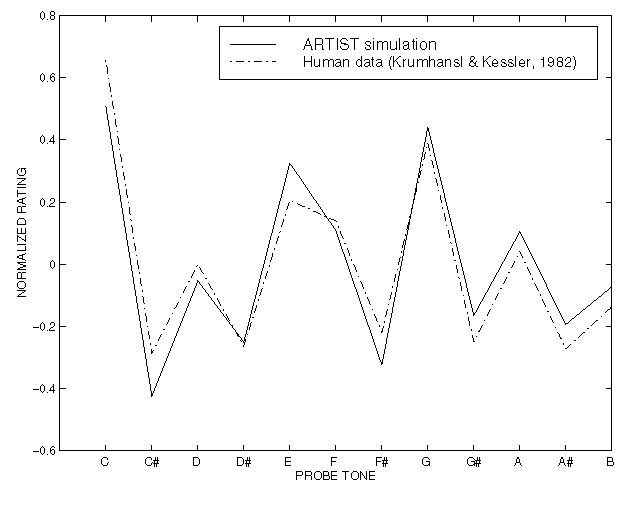 0.8
0.6
0.4
0.2
0
−0.2
−0.4
−0.6
NORMALIZED RATING
ARTIST simulation
Human data (Krumhansl & Kessler, 1982)
C C# D D# E F F# G G# A A# B
PROBE TONE